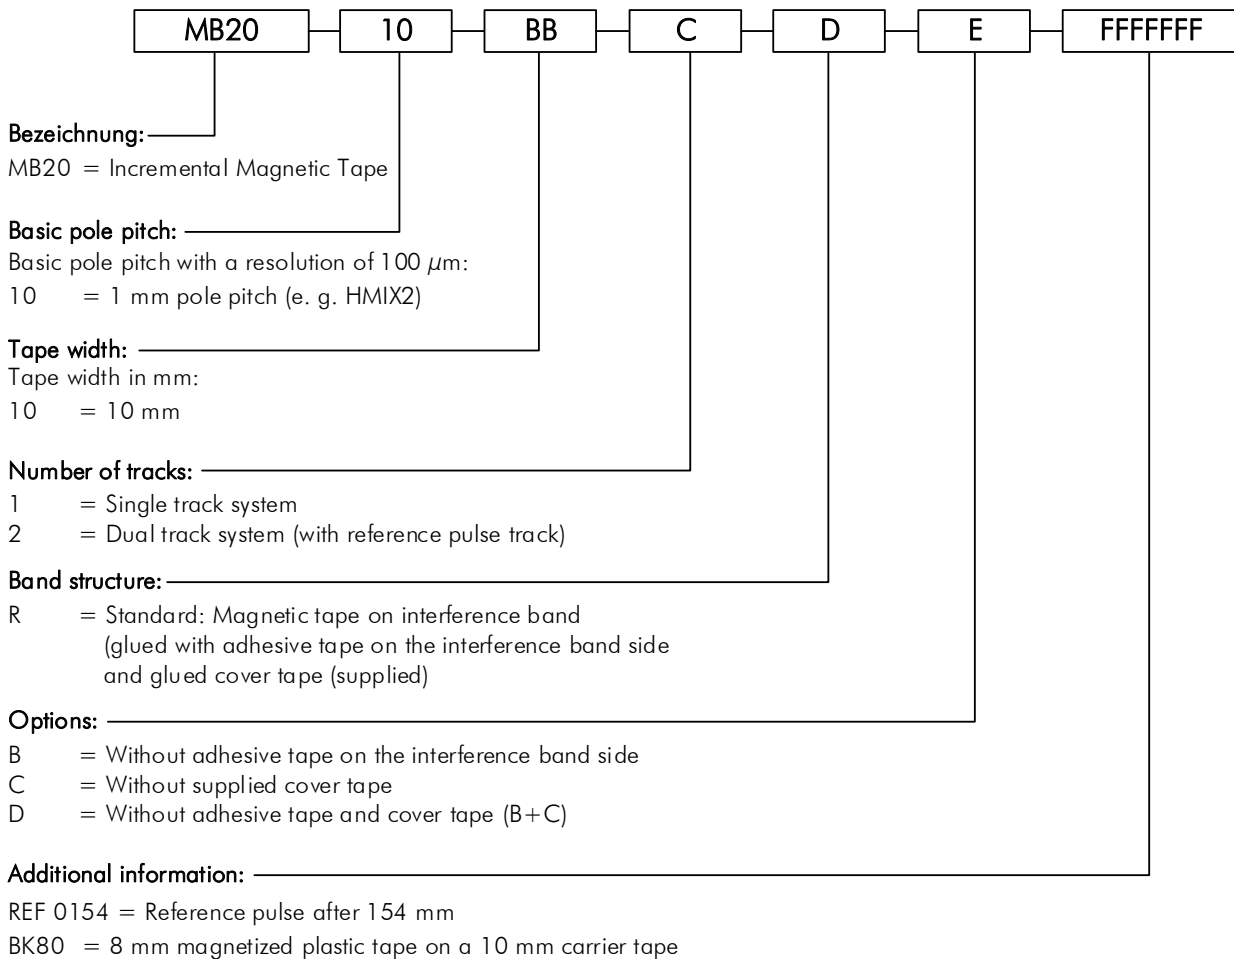 MB20 10 BB C D E FFFFFFF
Bezeichnung:
MB20 = Incremental Magnetic Tape
Basic pole pitch:
Basic pole pitch with a resolution of 100 µm:
10 = 1 mm pole pitch (e. g. HMIX2)
Tape width:
Tape width in mm:
10 = 10 mm
Number of tracks:
1 = Single track system
2 = Dual track system (with reference pulse track)
Band structure:
R = Standard: Magnetic tape on interference band
(glued with adhesive tape on the interference band side
and glued cover tape (supplied)
Options:
B = Without adhesive tape on the interference band side
C = Without supplied cover tape
D = Without adhesive tape and cover tape (B+C)
Additional information:
REF 0154 = Reference pulse after 154 mm
BK80 = 8 mm magnetized plastic tape on a 10 mm carrier tape